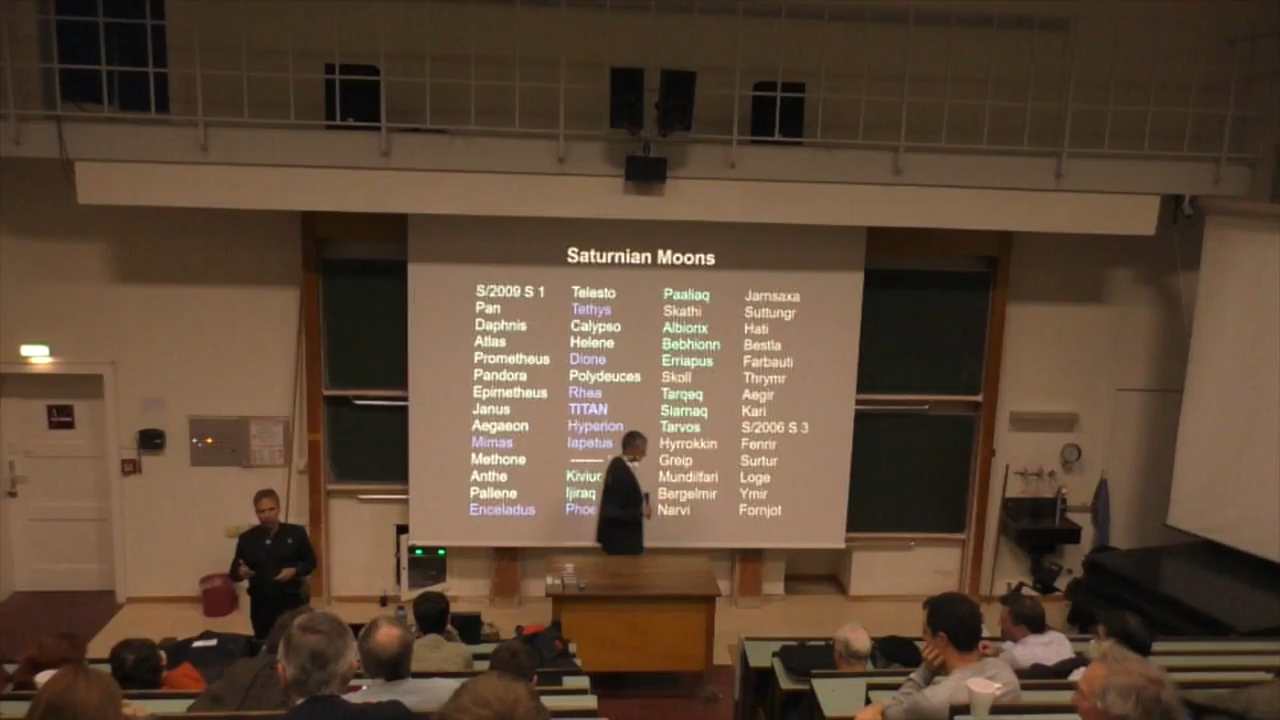 Saturnian Moons
S/2009 S 1 Telesto Paaliaq Jarnsaxa
Pan Tethys Skathi Suttungr
Daphnis Calypso Albiorix Hati
Atlas Helene Bebhionn Bestla
Prometheus Dione Erriapus Farbauti
Pandora Polydeuces Skoll Thrymr
Epimetheus Rhea Tarqeq Aegir
Janus TITAN Siarnaq Kari
Aegaeon Hyperion Tarvos S/2006 S 3
Mimas Iapetus Hyrrokkin Fenrir
Methone -------- Greip Surtur
Anthe Kiviuq Mundilfari Loge
Pallene Ijiraq Bergelmir Ymir
Enceladus Phoe Narvi Fornjot